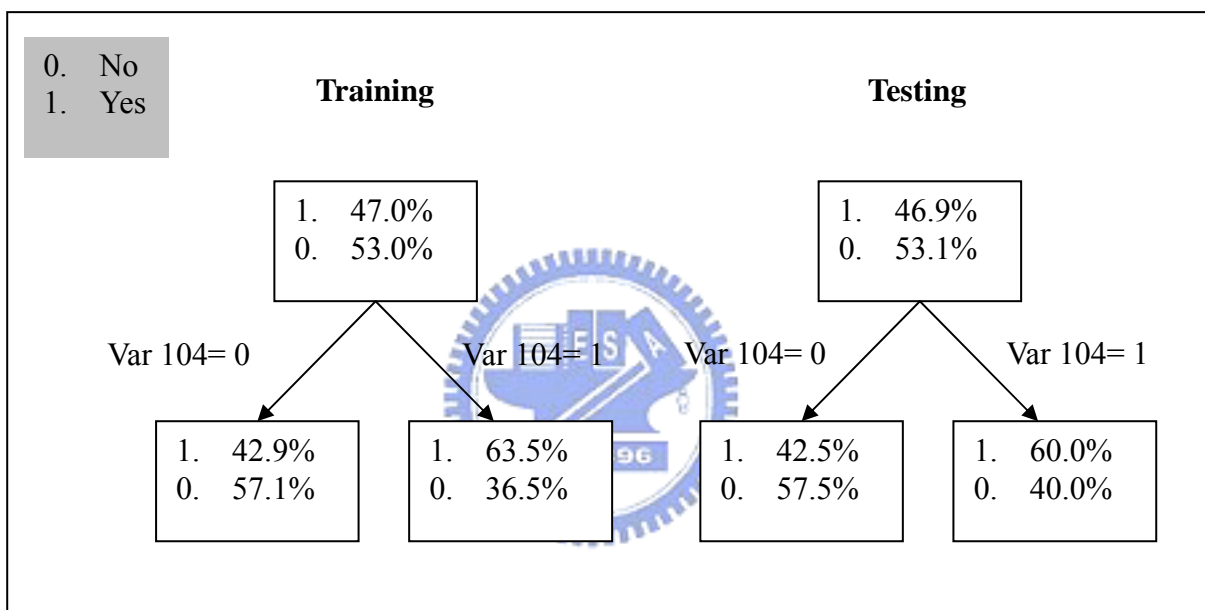 0. No
1. Yes
Training
Testing
1. 47.0%
0. 53.0%
1. 46.9%
0. 53.1%
Var 104= 0
Var 104= 1
Var 104= 0
Var 104= 1
1. 42.9%
0. 57.1%
1. 63.5%
0. 36.5%
1. 42.5%
0. 57.5%
1. 60.0%
0. 40.0%
E S A
96